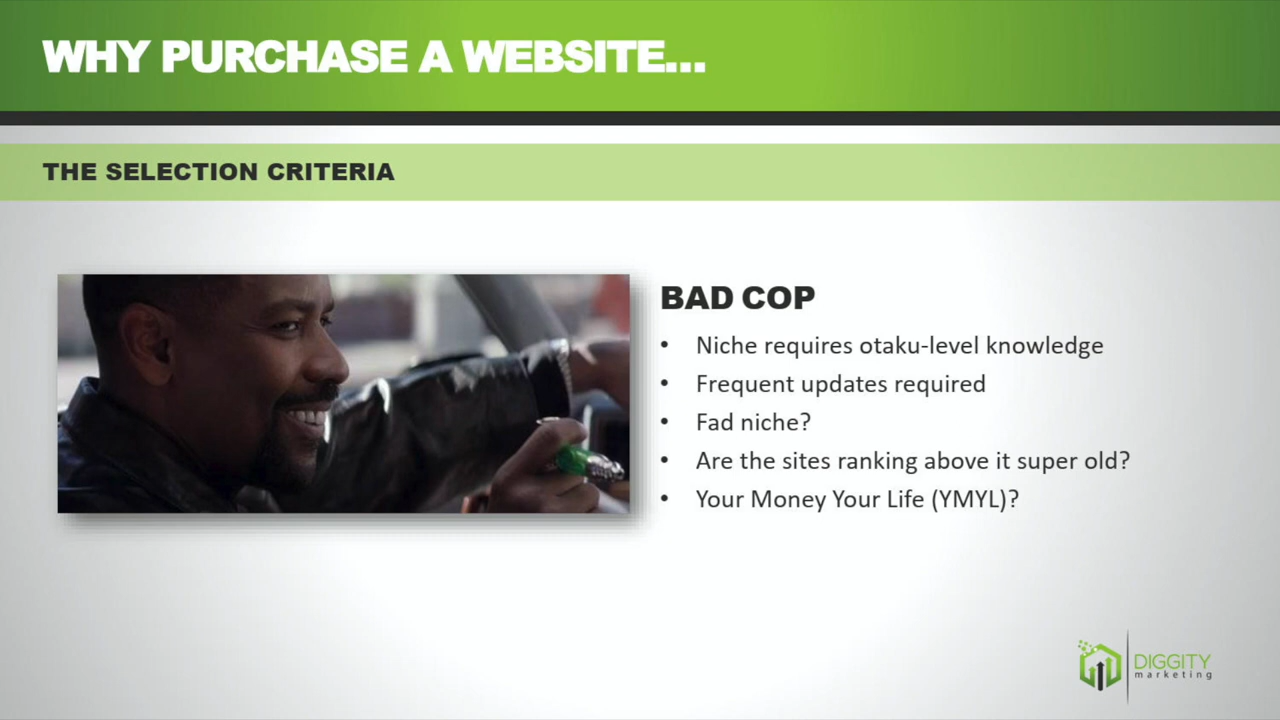 WHY PURCHASE A WEBSITE...
THE SELECTION CRITERIA
BAD COP
• Niche requires otaku-level knowledge
• Frequent updates required
• Fad niche?
• Are the sites ranking above it super old?
• Your Money Your Life (YMYL)?
DIGGITY
marketing